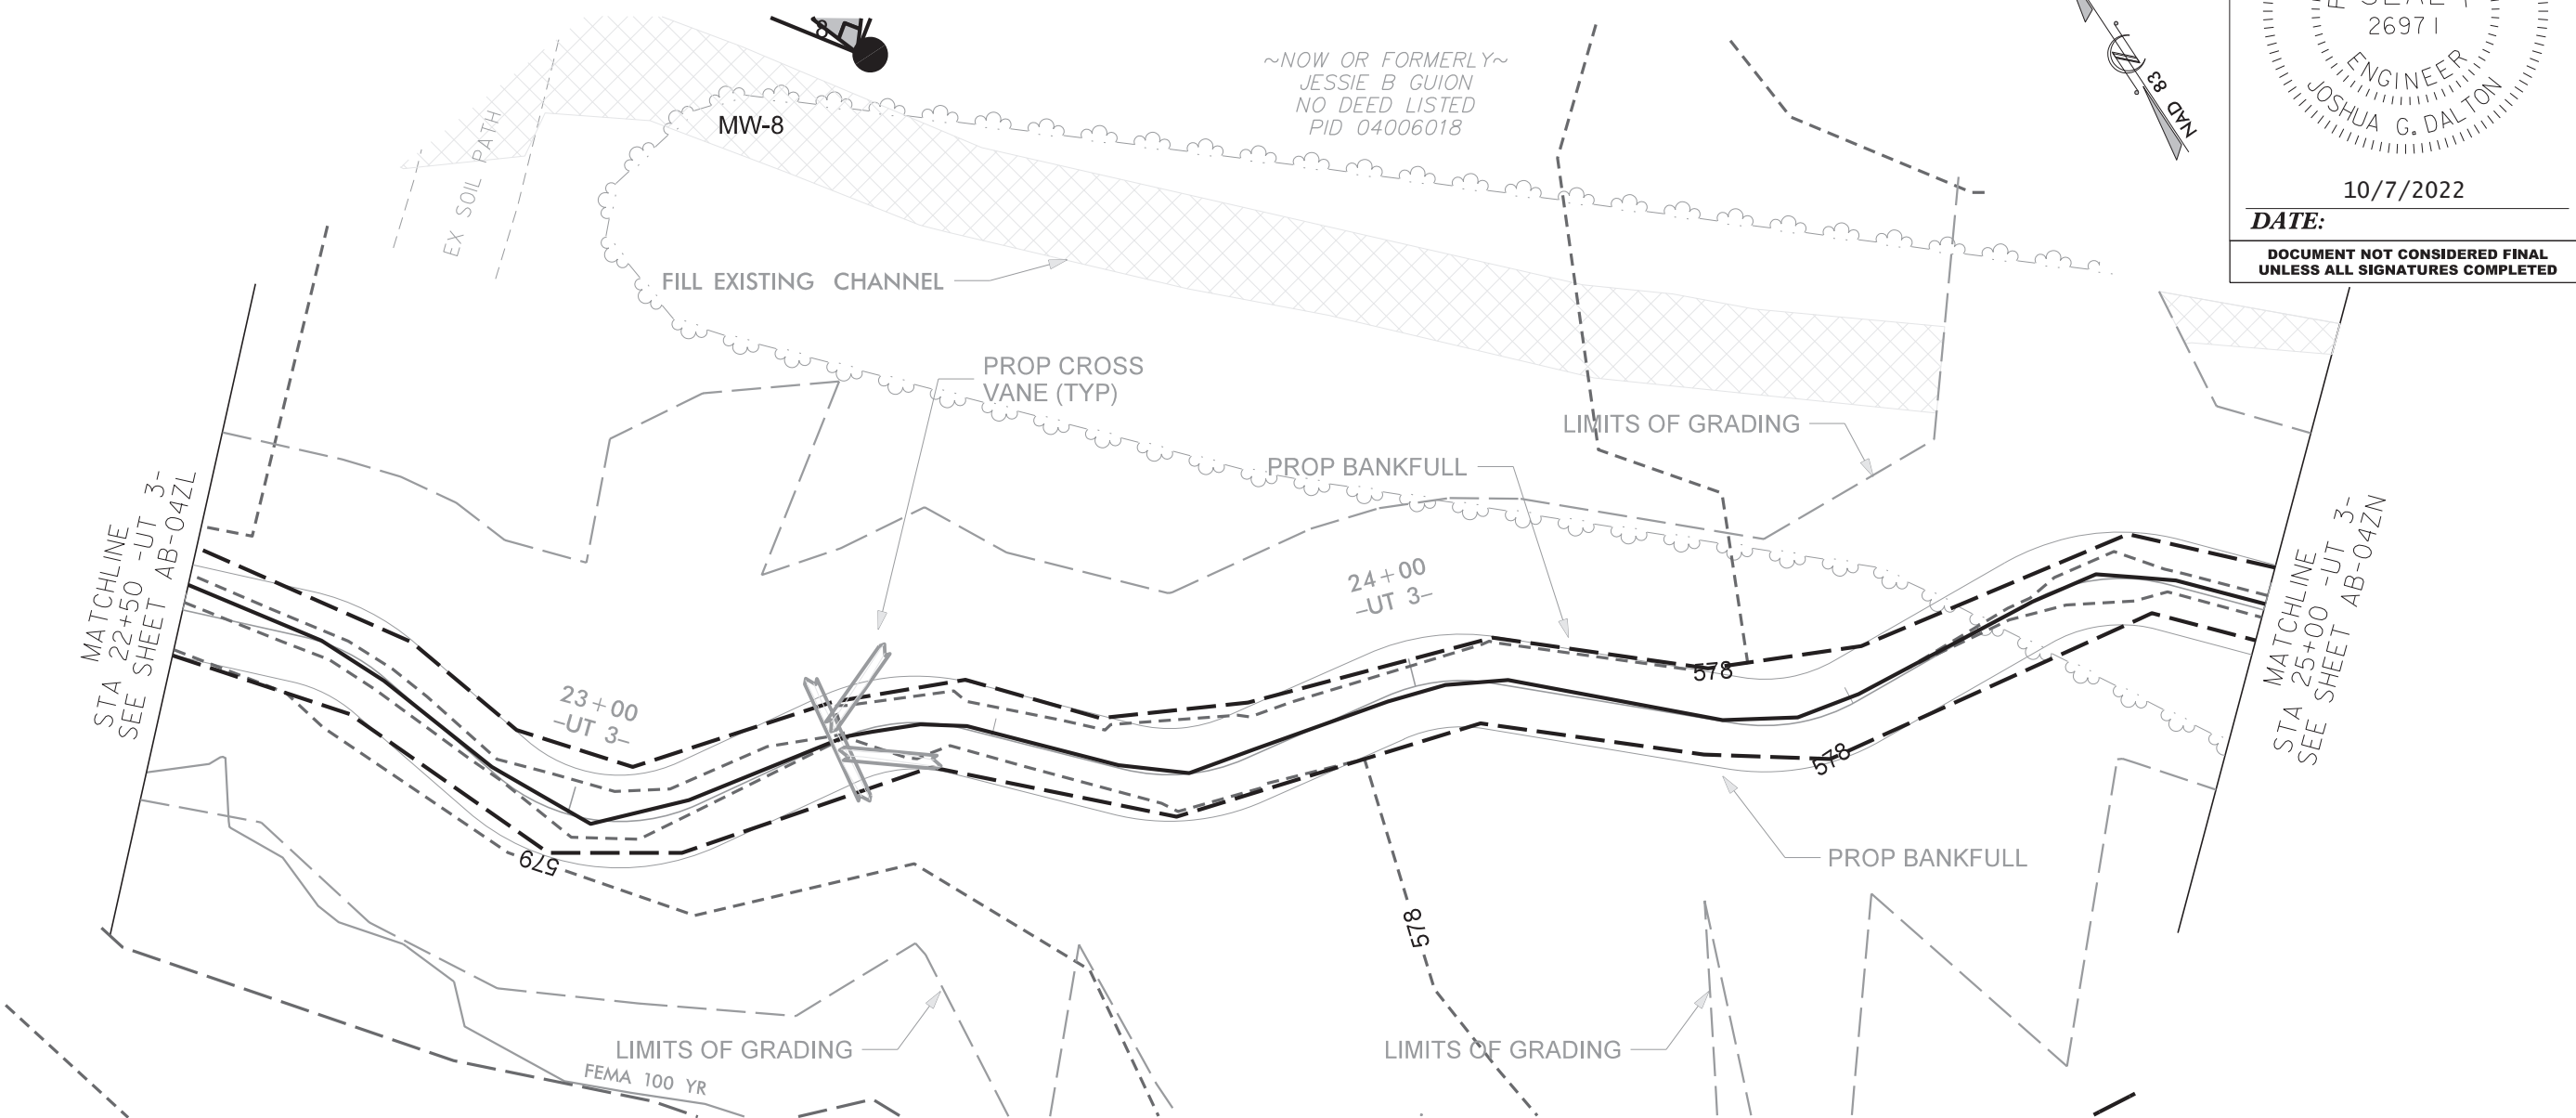 8
MW-8
~NOW OR FORMERLY~
JESSIE B GUION
NO DEED LISTED
PID 04006018
NAD 83
SEAL
26971
ENGINEER
JOSHUA G. DALTON
10/7/2022
DATE:
DOCUMENT NOT CONSIDERED FINAL
UNLESS ALL SIGNATURES COMPLETED
EX SOIL PATH
FILL EXISTING CHANNEL
PROP CROSS
VANE (TYP)
LIMITS OF GRADING
PROP BANKFULL
MATCHLINE
STA 22+50 -UT 3-
SEE SHEET AB-04ZL
24+00
-UT 3-
23+00
-UT 3-
578
578
MATCHLINE
STA 25+00 -UT 3-
SEE SHEET AB-04ZN
579
PROP BANKFULL
578
LIMITS OF GRADING
LIMITS OF GRADING
FEMA 100 YR